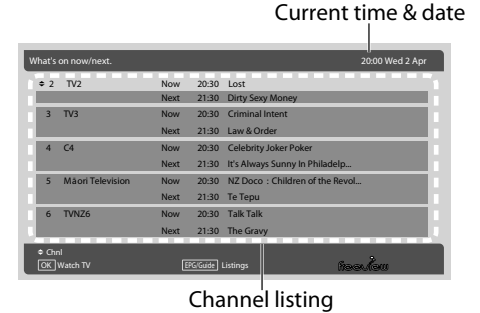 Current time & date
What's on now/next. 20:00 Wed 2 Apr
2 TV2 Now 20:30 Lost
Next 21:30 Dirty Sexy Money
3 TV3 Now 20:30 Criminal Intent
Next 21:30 Law & Order
4 C4 Now 20:30 Celebrity Joker Poker
Next 21:30 It's Always Sunny In Philadelp...
5 Māori Television Now 20:30 NZ Doco : Children of the Revol...
Next 21:30 Te Tepu
6 TVNZ6 Now 20:30 Talk Talk
Next 21:30 The Gravy
Chnl
OK Watch TV EPG/Guide Listings freeview
Channel listing